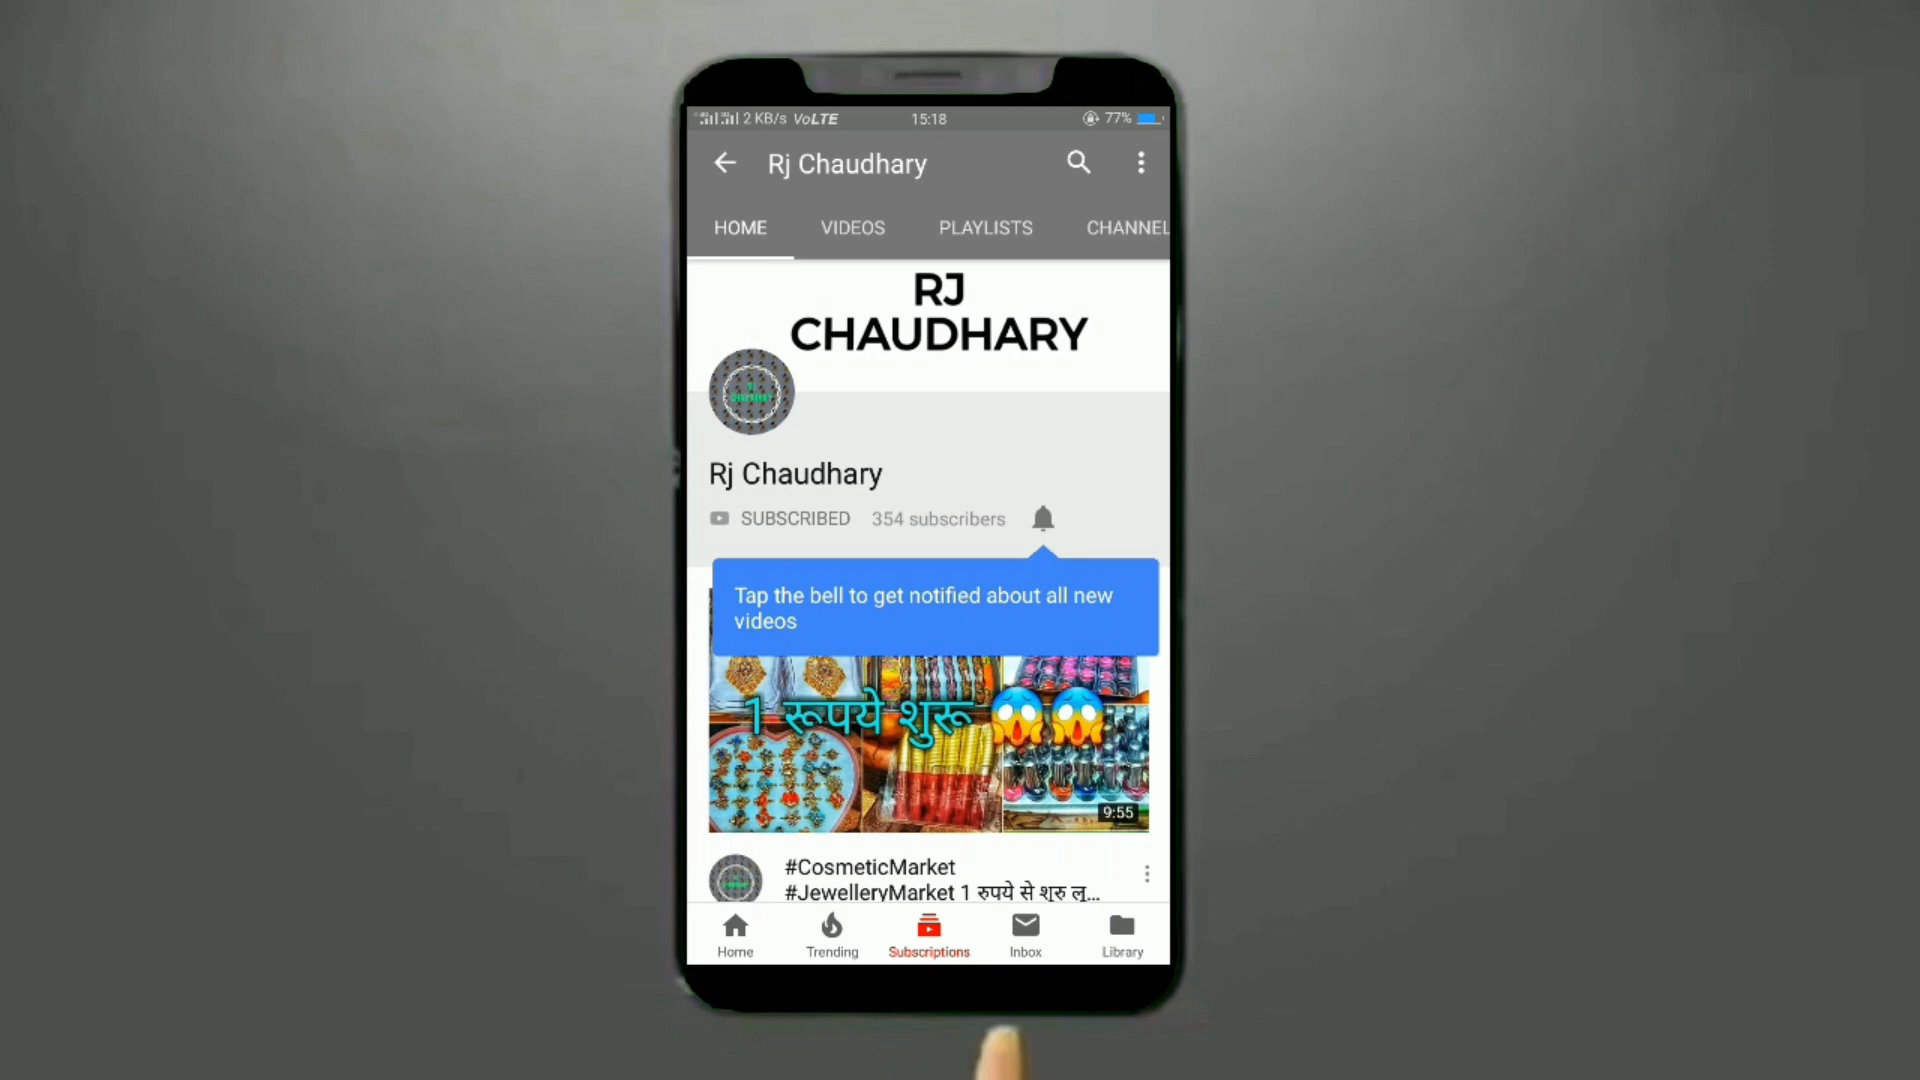 2 KB/s VoLTE 15:18 77%
Rj Chaudhary
HOME VIDEOS PLAYLISTS CHANNEL
RJ
CHAUDHARY
Rj Chaudhary
SUBSCRIBED 354 subscribers
Tap the bell to get notified about all new
videos
1 रूपये शुरू
9:55
#CosmeticMarket
#JewelleryMarket 1 रुपये से शुरु लू...
Home Trending Subscriptions Inbox Library